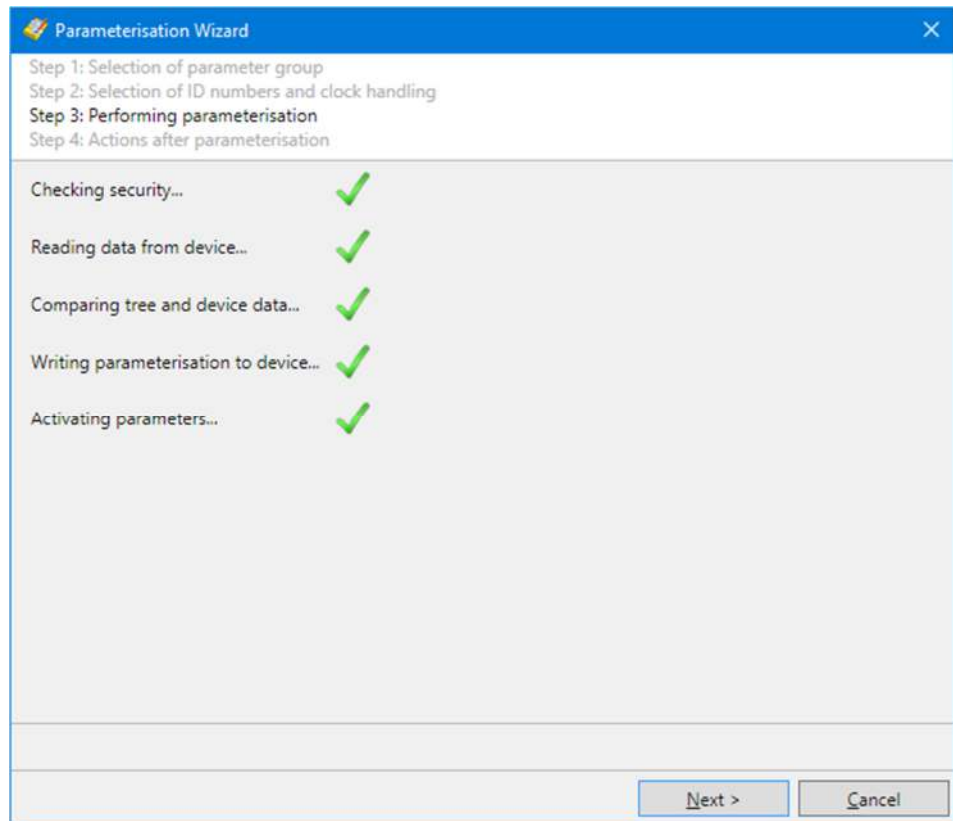 Parameterisation Wizard
Step 1: Selection of parameter group
Step 2: Selection of ID numbers and clock handling
Step 3: Performing parameterisation
Step 4: Actions after parameterisation
Checking security...
Reading data from device...
Comparing tree and device data...
Writing parameterisation to device...
Activating parameters...
Next >
Cancel